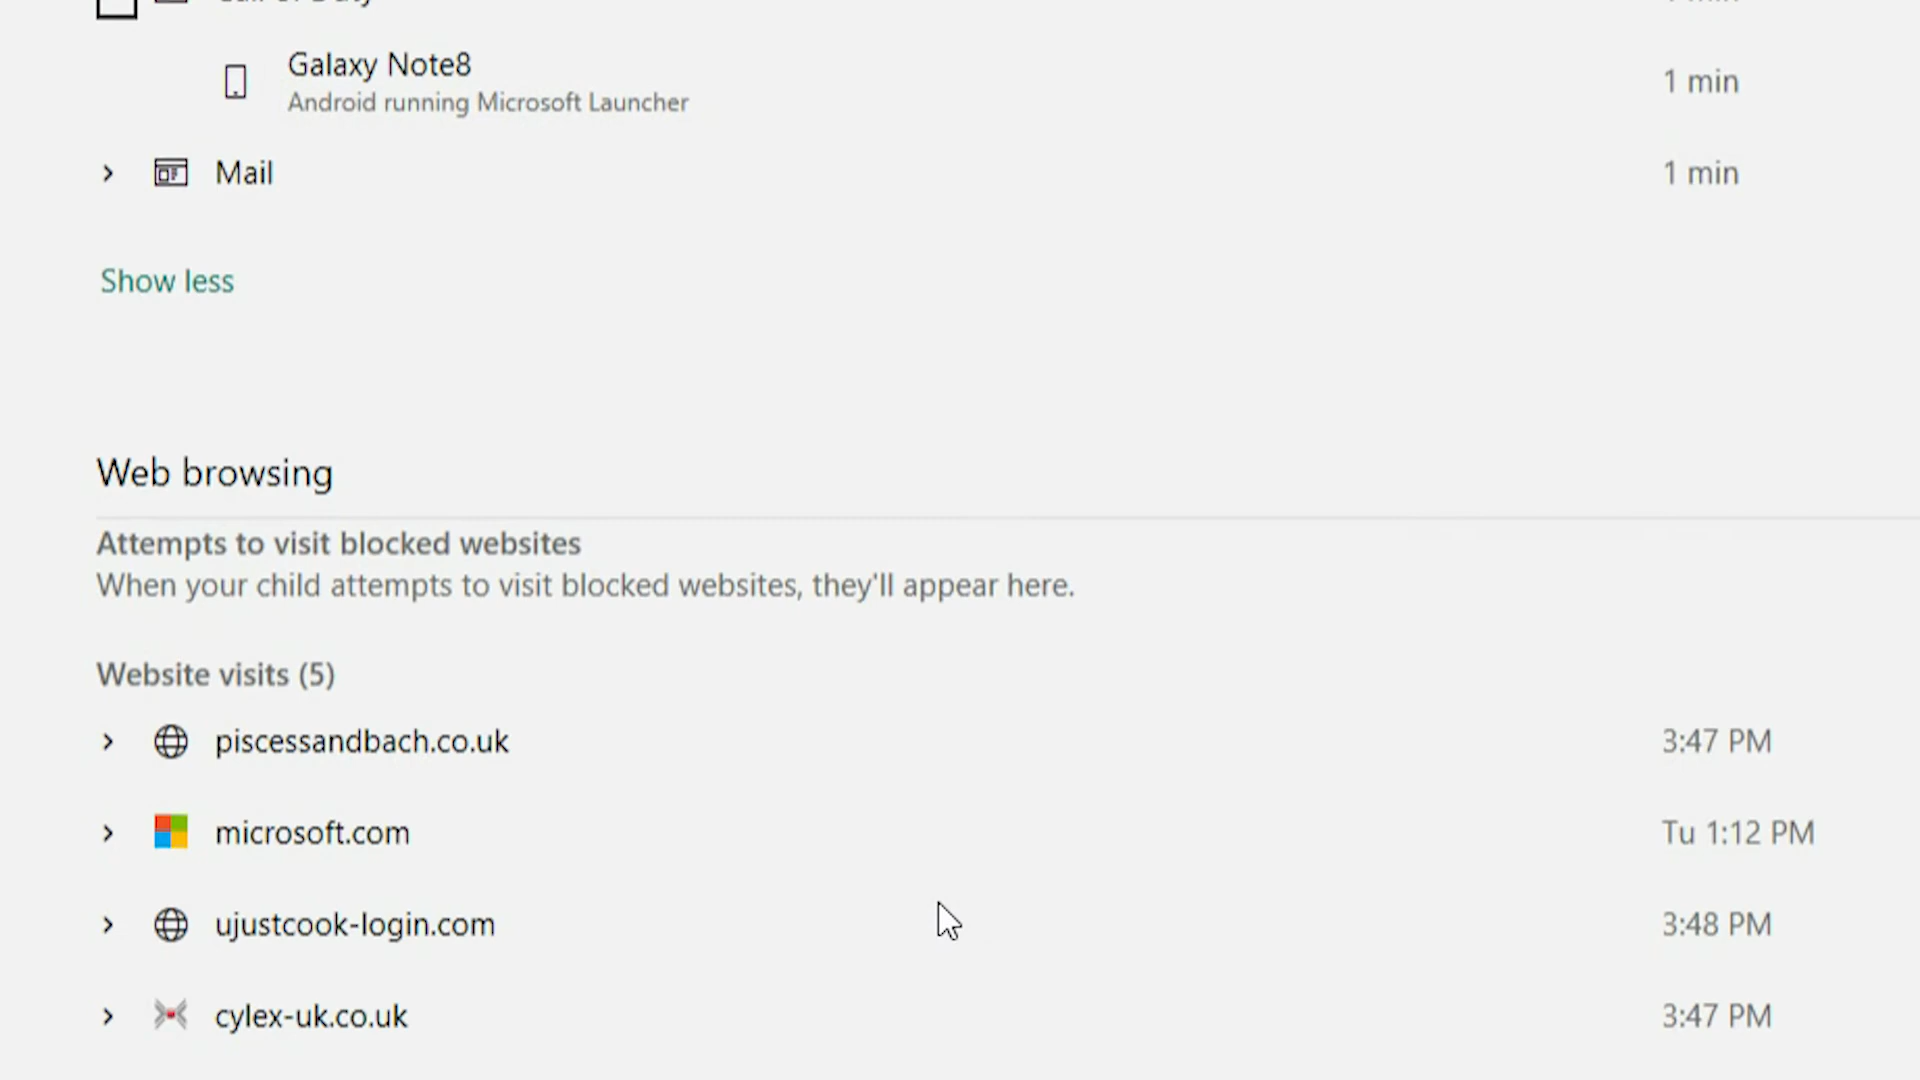 Galaxy Note8
1 min
Android running Microsoft Launcher
Mail
1 min
Show less
Web browsing
Attempts to visit blocked websites
When your child attempts to visit blocked websites, they'll appear here.
Website visits (5)
piscessandbach.co.uk
3:47 PM
microsoft.com
Tu 1:12 PM
ujustcook-login.com
3:48 PM
cylex-uk.co.uk
3:47 PM